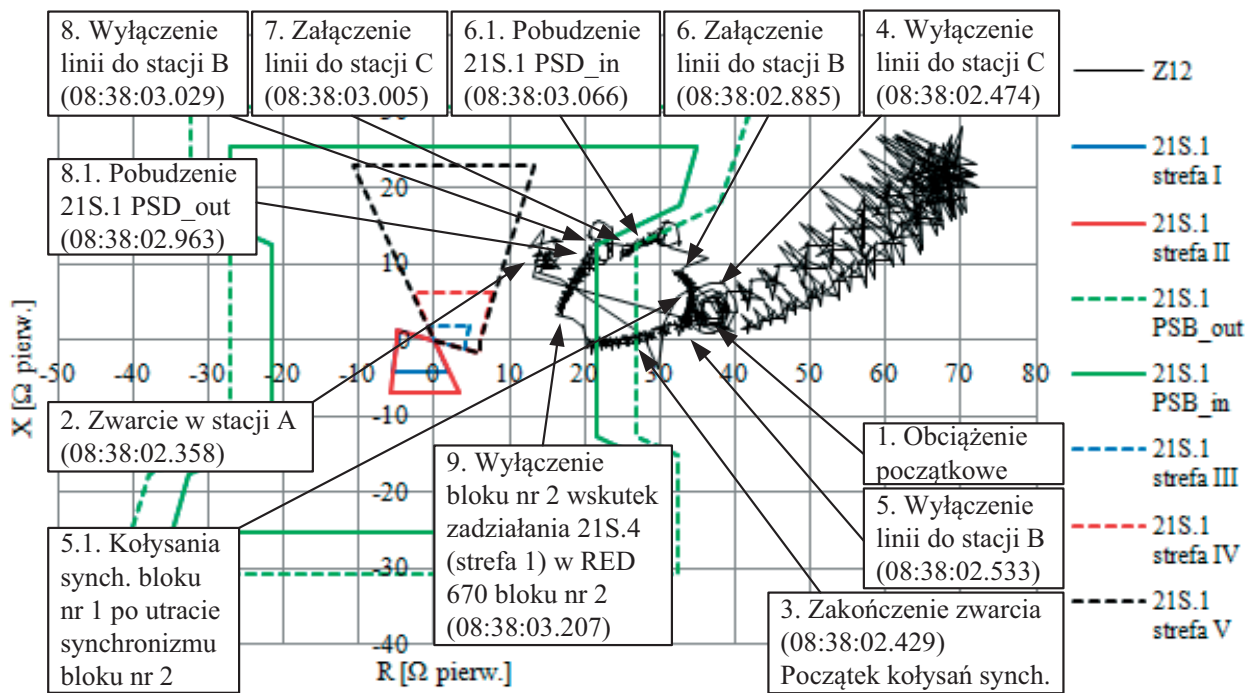 8. Wyłączenie
linii do stacji B
(08:38:03.029)
7. Załączenie
linii do stacji C
(08:38:03.005)
6.1. Pobudzenie
21S.1 PSD_in
(08:38:03.066)
6. Załączenie
linii do stacji B
(08:38:02.885)
4. Wyłączenie
linii do stacji C
(08:38:02.474)
8.1. Pobudzenie
21S.1 PSD_out
(08:38:02.963)
20
10
0
-50 -40 -30 -20 -10 0 10 20 30 40 50 60 70 80
-10
-20
-30
-40
X [Ω pierw.]
R [Ω pierw.]
2. Zwarcie w stacji A
(08:38:02.358)
5.1. Kołysania
synch. bloku
nr 1 po utracie
synchronizmu
bloku nr 2
9. Wyłączenie
bloku nr 2 wskutek
zadziałania 21S.4
(strefa 1) w RED
670 bloku nr 2
(08:38:03.207)
1. Obciążenie
początkowe
5. Wyłączenie
linii do stacji B
(08:38:02.533)
3. Zakończenie zwarcia
(08:38:02.429)
Początek kołysań synch.
Z12
21S.1
strefa I
21S.1
strefa II
21S.1
PSB_out
21S.1
PSB_in
21S.1
strefa III
21S.1
strefa IV
21S.1
strefa V